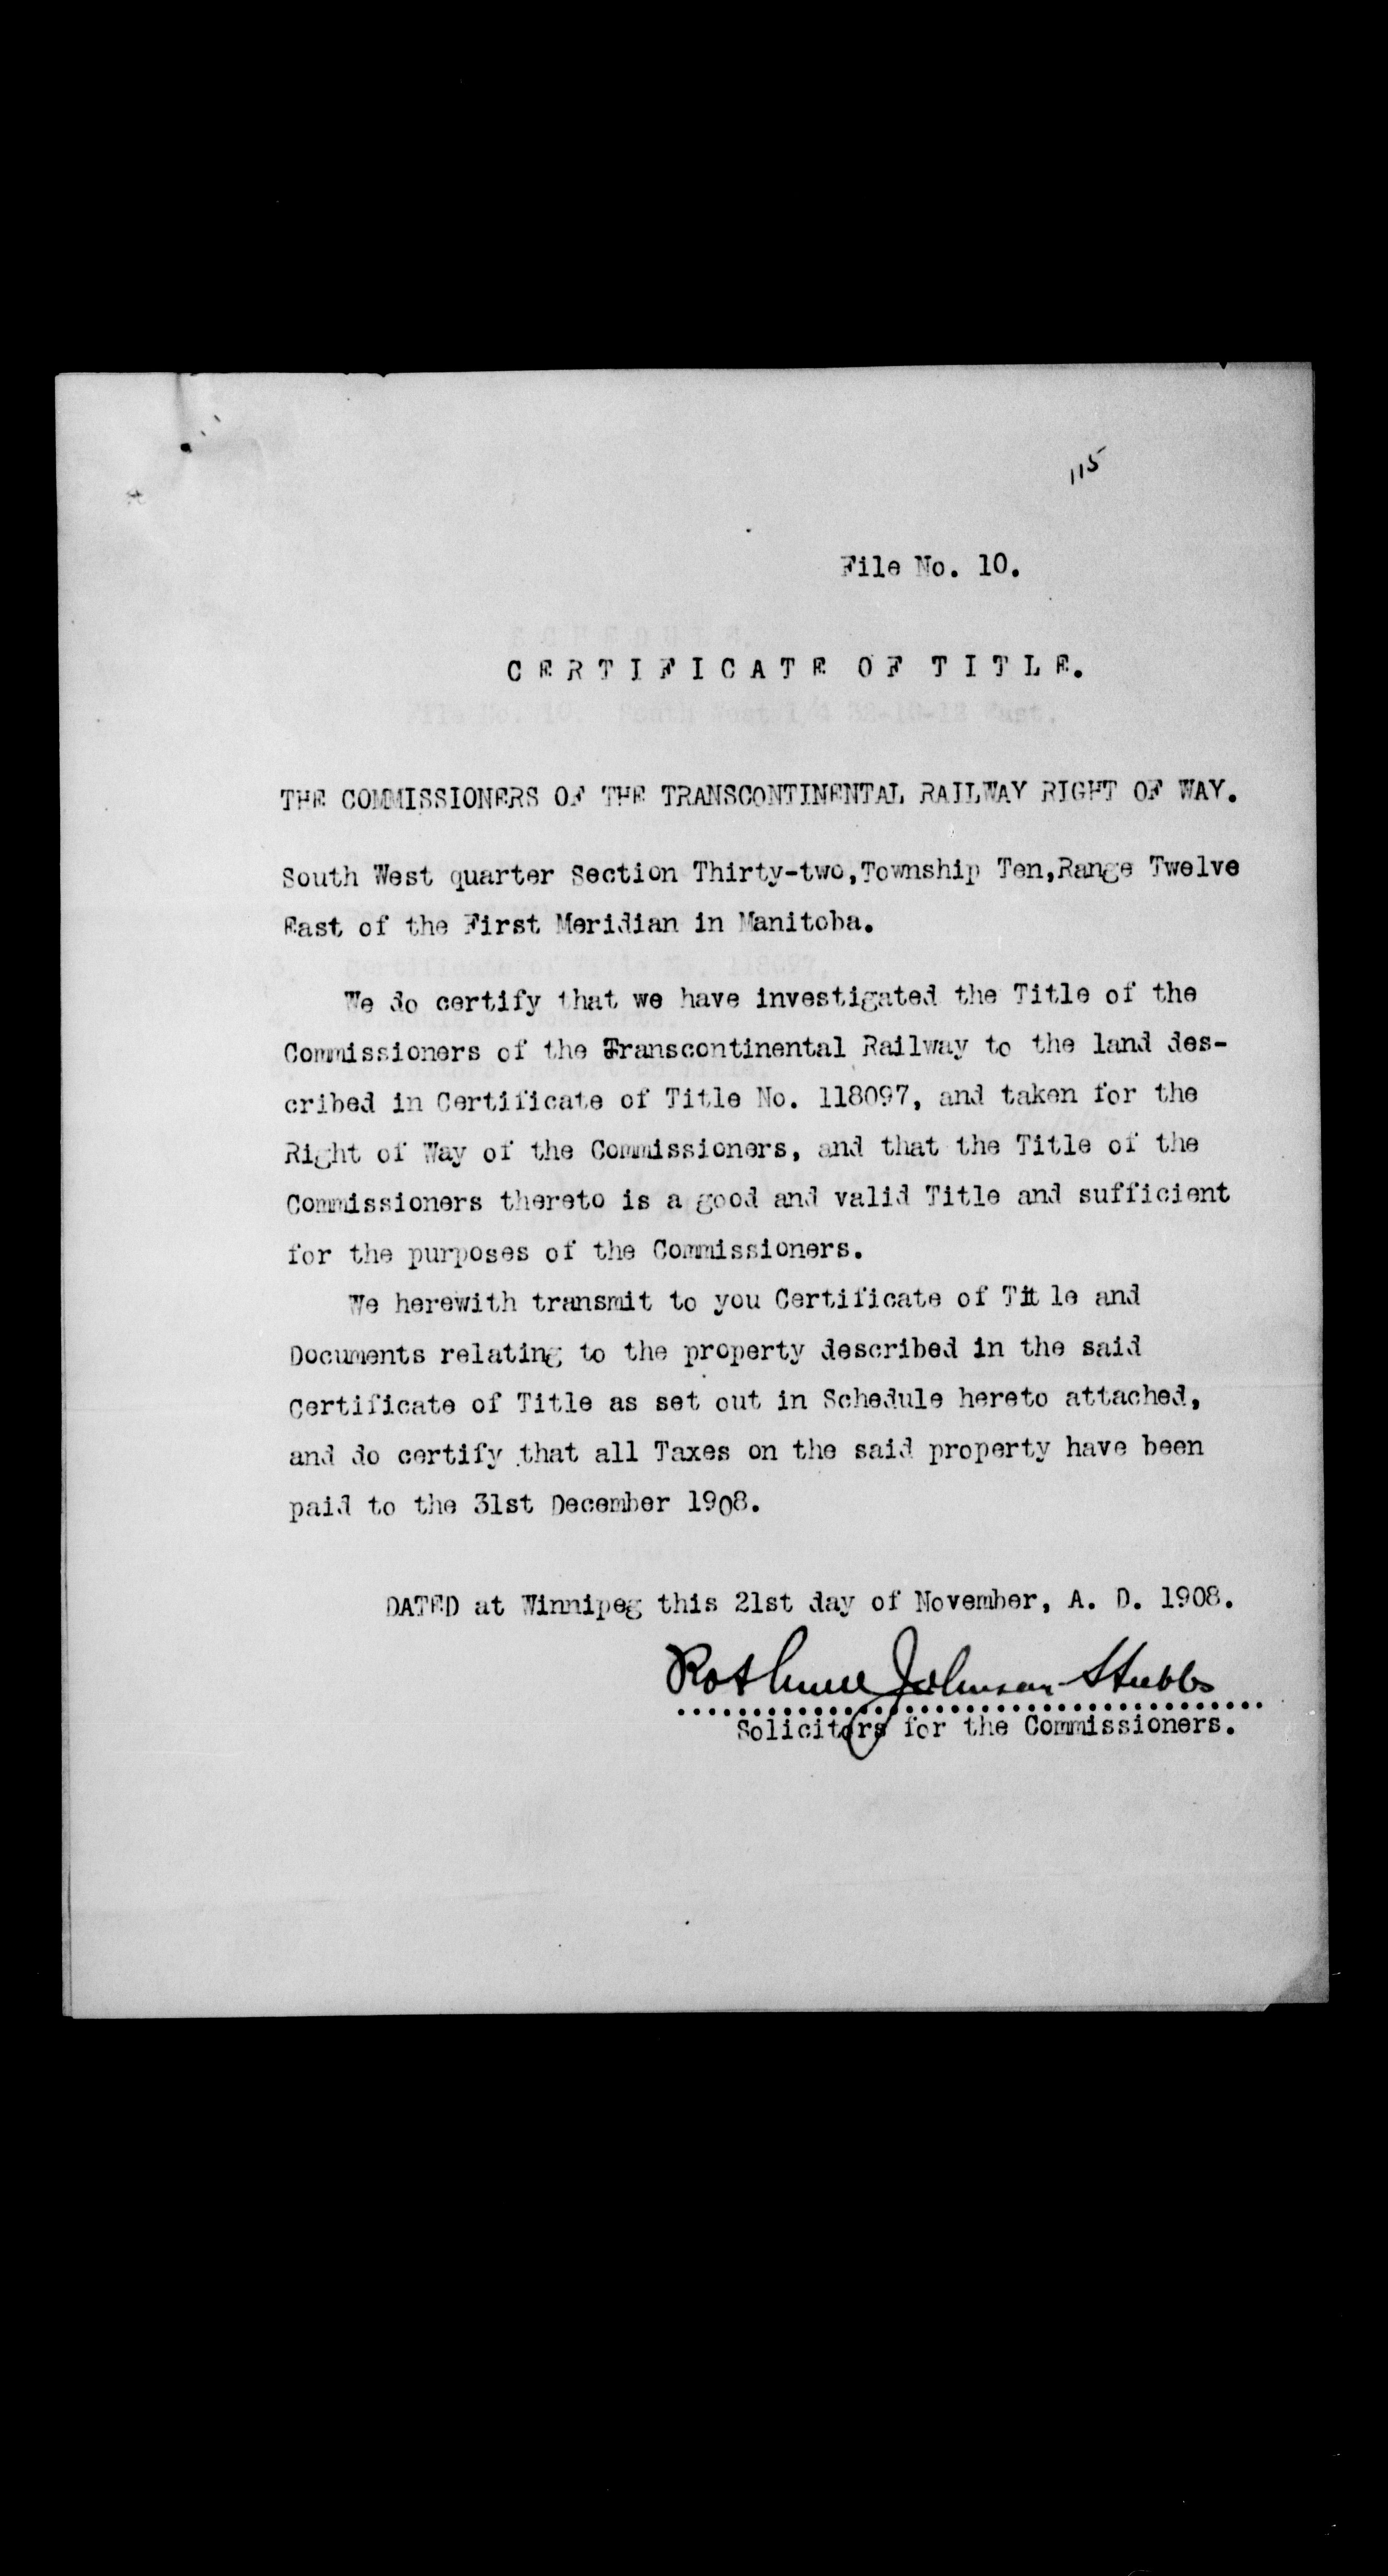 115
File No. 10.
CERTIFICATE OF TITLE.
THE COMMISSIONERS OF THE TRANSCONTINENTAL RAILWAY RIGHT OF WAY.
South West quarter Section Thirty-two,Township Ten,Range Twelve
East of the First Meridian in Manitoba.
We do certify that we have investigated the Title of the
Commissioners of the Transcontinental Railway to the land des-
cribed in Certificate of Title No. 118097, and taken for the
Right of Way of the Commissioners, and that the Title of the
Commissioners thereto is a good and valid Title and sufficient
for the purposes of the Commissioners.
We herewith transmit to you Certificate of Tit le and
Documents relating to the property described in the said
Certificate of Title as set out in Schedule hereto attached,
and do certify that all Taxes on the said property have been
paid to the 31st December 1908.
DATED at Winnipeg this 21st day of November, A. D. 1908.
Johnson Stubbs
Solicitors for the Commissioners.